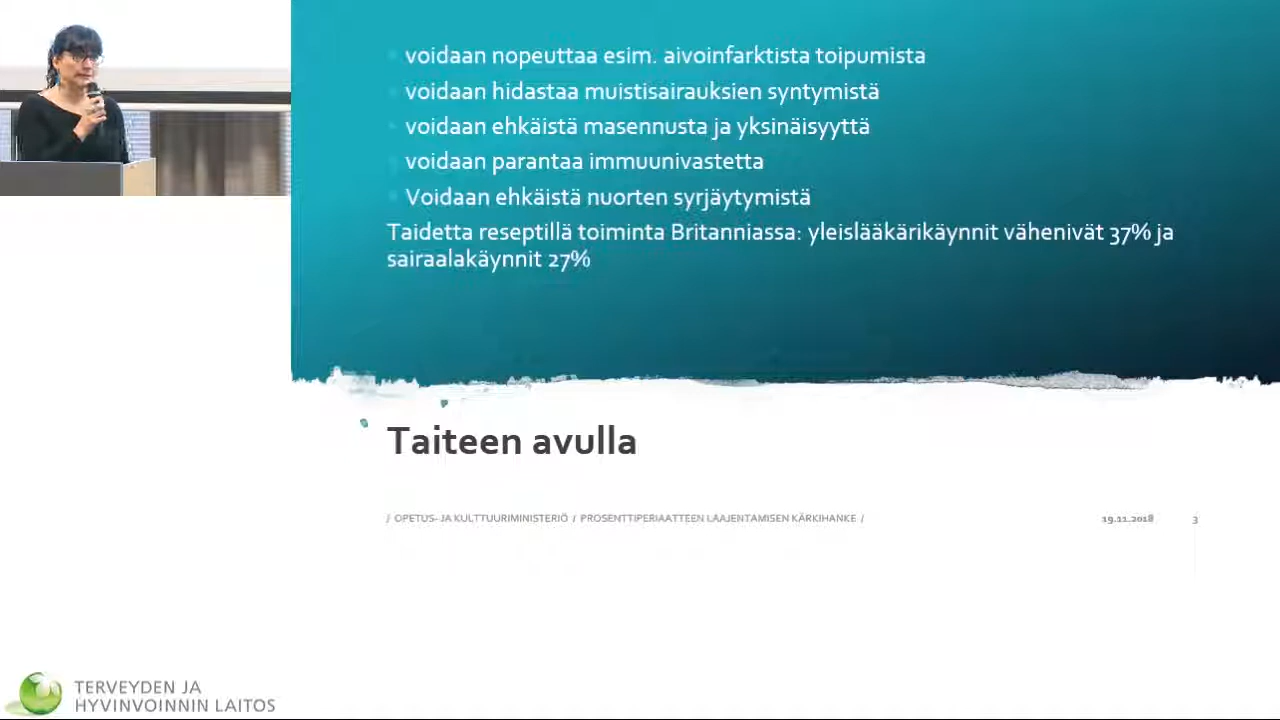 voidaan nopeuttaa esim. aivoinfarktista toipumista
voidaan hidastaa muistisairauksien syntymistä
voidaan ehkäistä masennusta ja yksinäisyyttä
voidaan parantaa immuunivastetta
Voidaan ehkäistä nuorten syrjäytymistä
Taidetta reseptillä toiminta Britanniassa: yleislääkärikäynnit vähenivät 37% ja
sairaalakäynnit 27%
Taiteen avulla
/ OPETUS- JA KULTTUURIMINISTERIÖ / PROSENTTIPERIAATTEEN LAAJENTAMISEN KÄRKIHANKE /
19.11.2018 3
TERVEYDEN JA
HYVINVOINNIN LAITOS